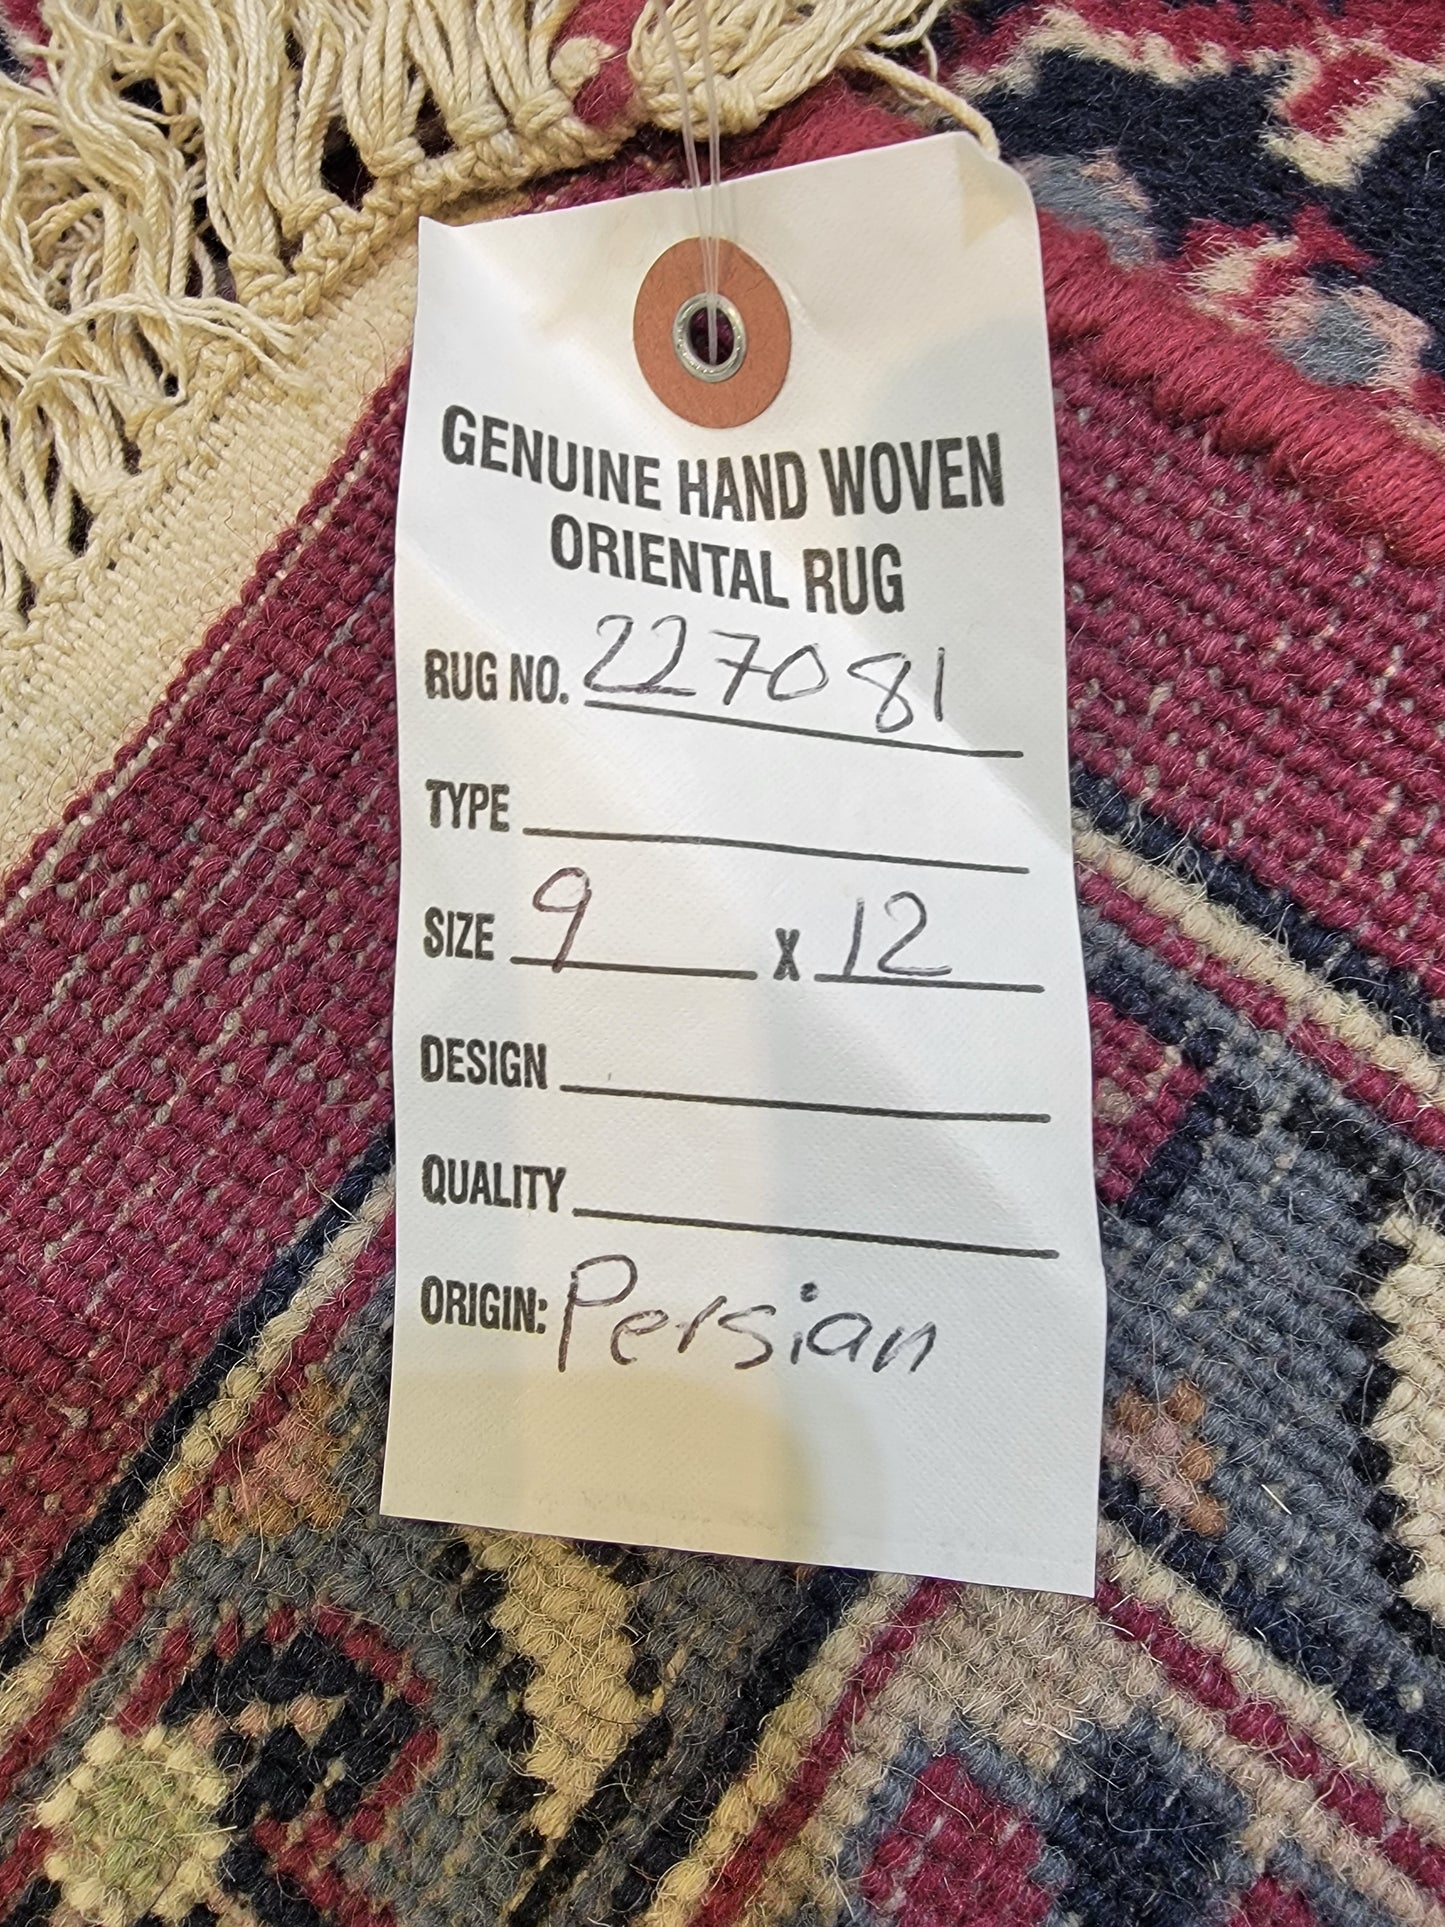 GENUINE HAND WOVEN
ORIENTAL RUG
RUG NO. 227081
TYPE
SIZE 9 x 12
DESIGN
QUALITY
ORIGIN: Persian